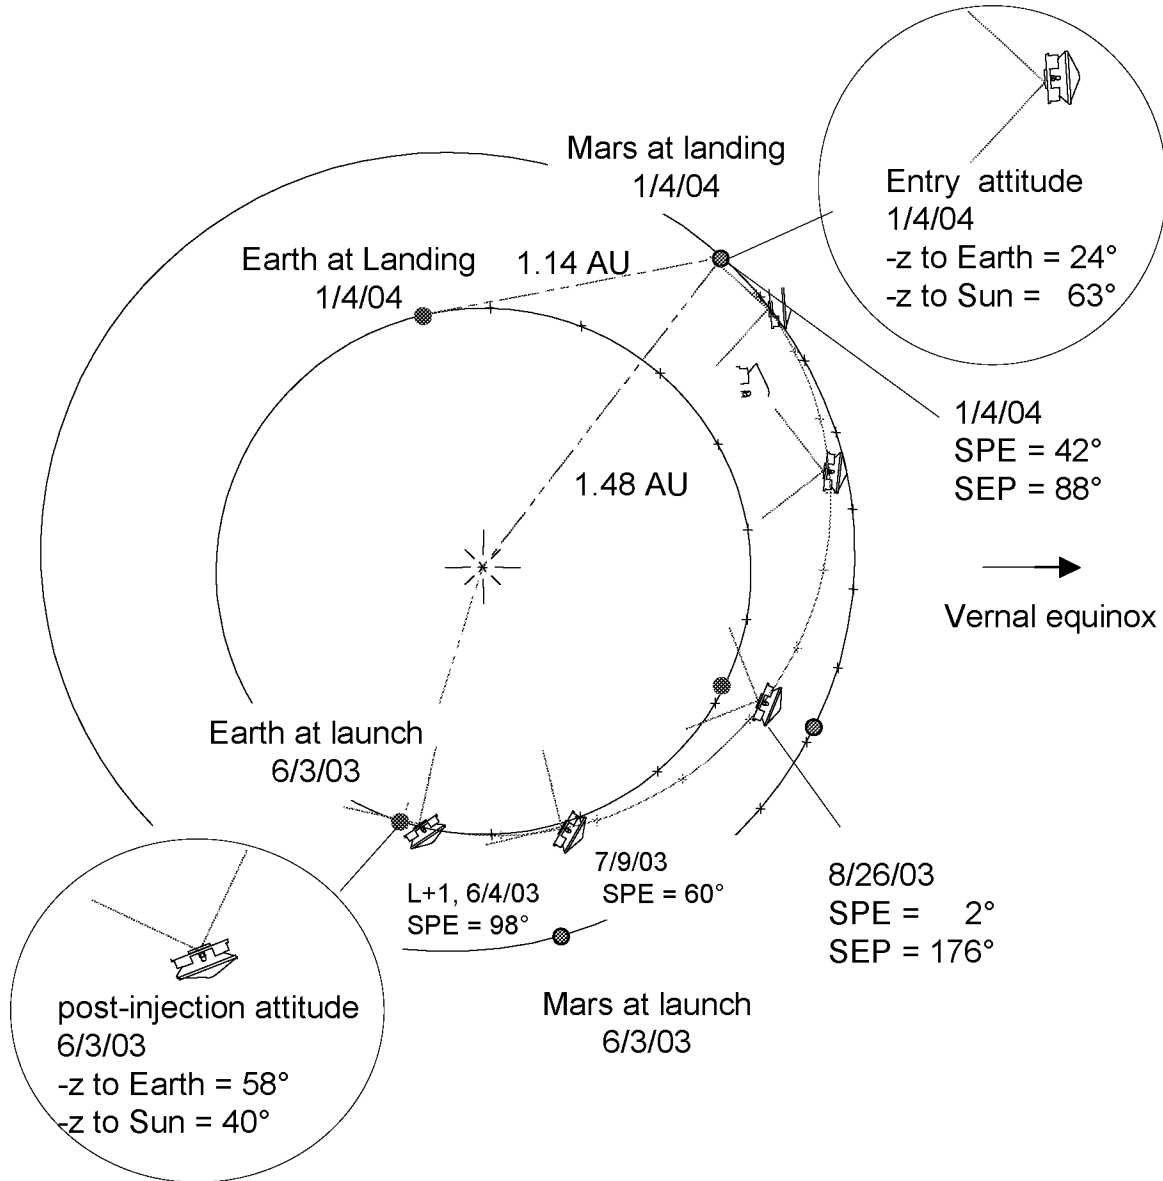 Mars at landing
1/4/04
Entry attitude
1/4/04
-z to Earth = 24°
-z to Sun = 63°
Earth at Landing
1/4/04
1.14 AU
1.48 AU
1/4/04
SPE = 42°
SEP = 88°
Vernal equinox
Earth at launch
6/3/03
L+1, 6/4/03
SPE = 98°
7/9/03
SPE = 60°
8/26/03
SPE = 2°
SEP = 176°
Mars at launch
6/3/03
post-injection attitude
6/3/03
-z to Earth = 58°
-z to Sun = 40°